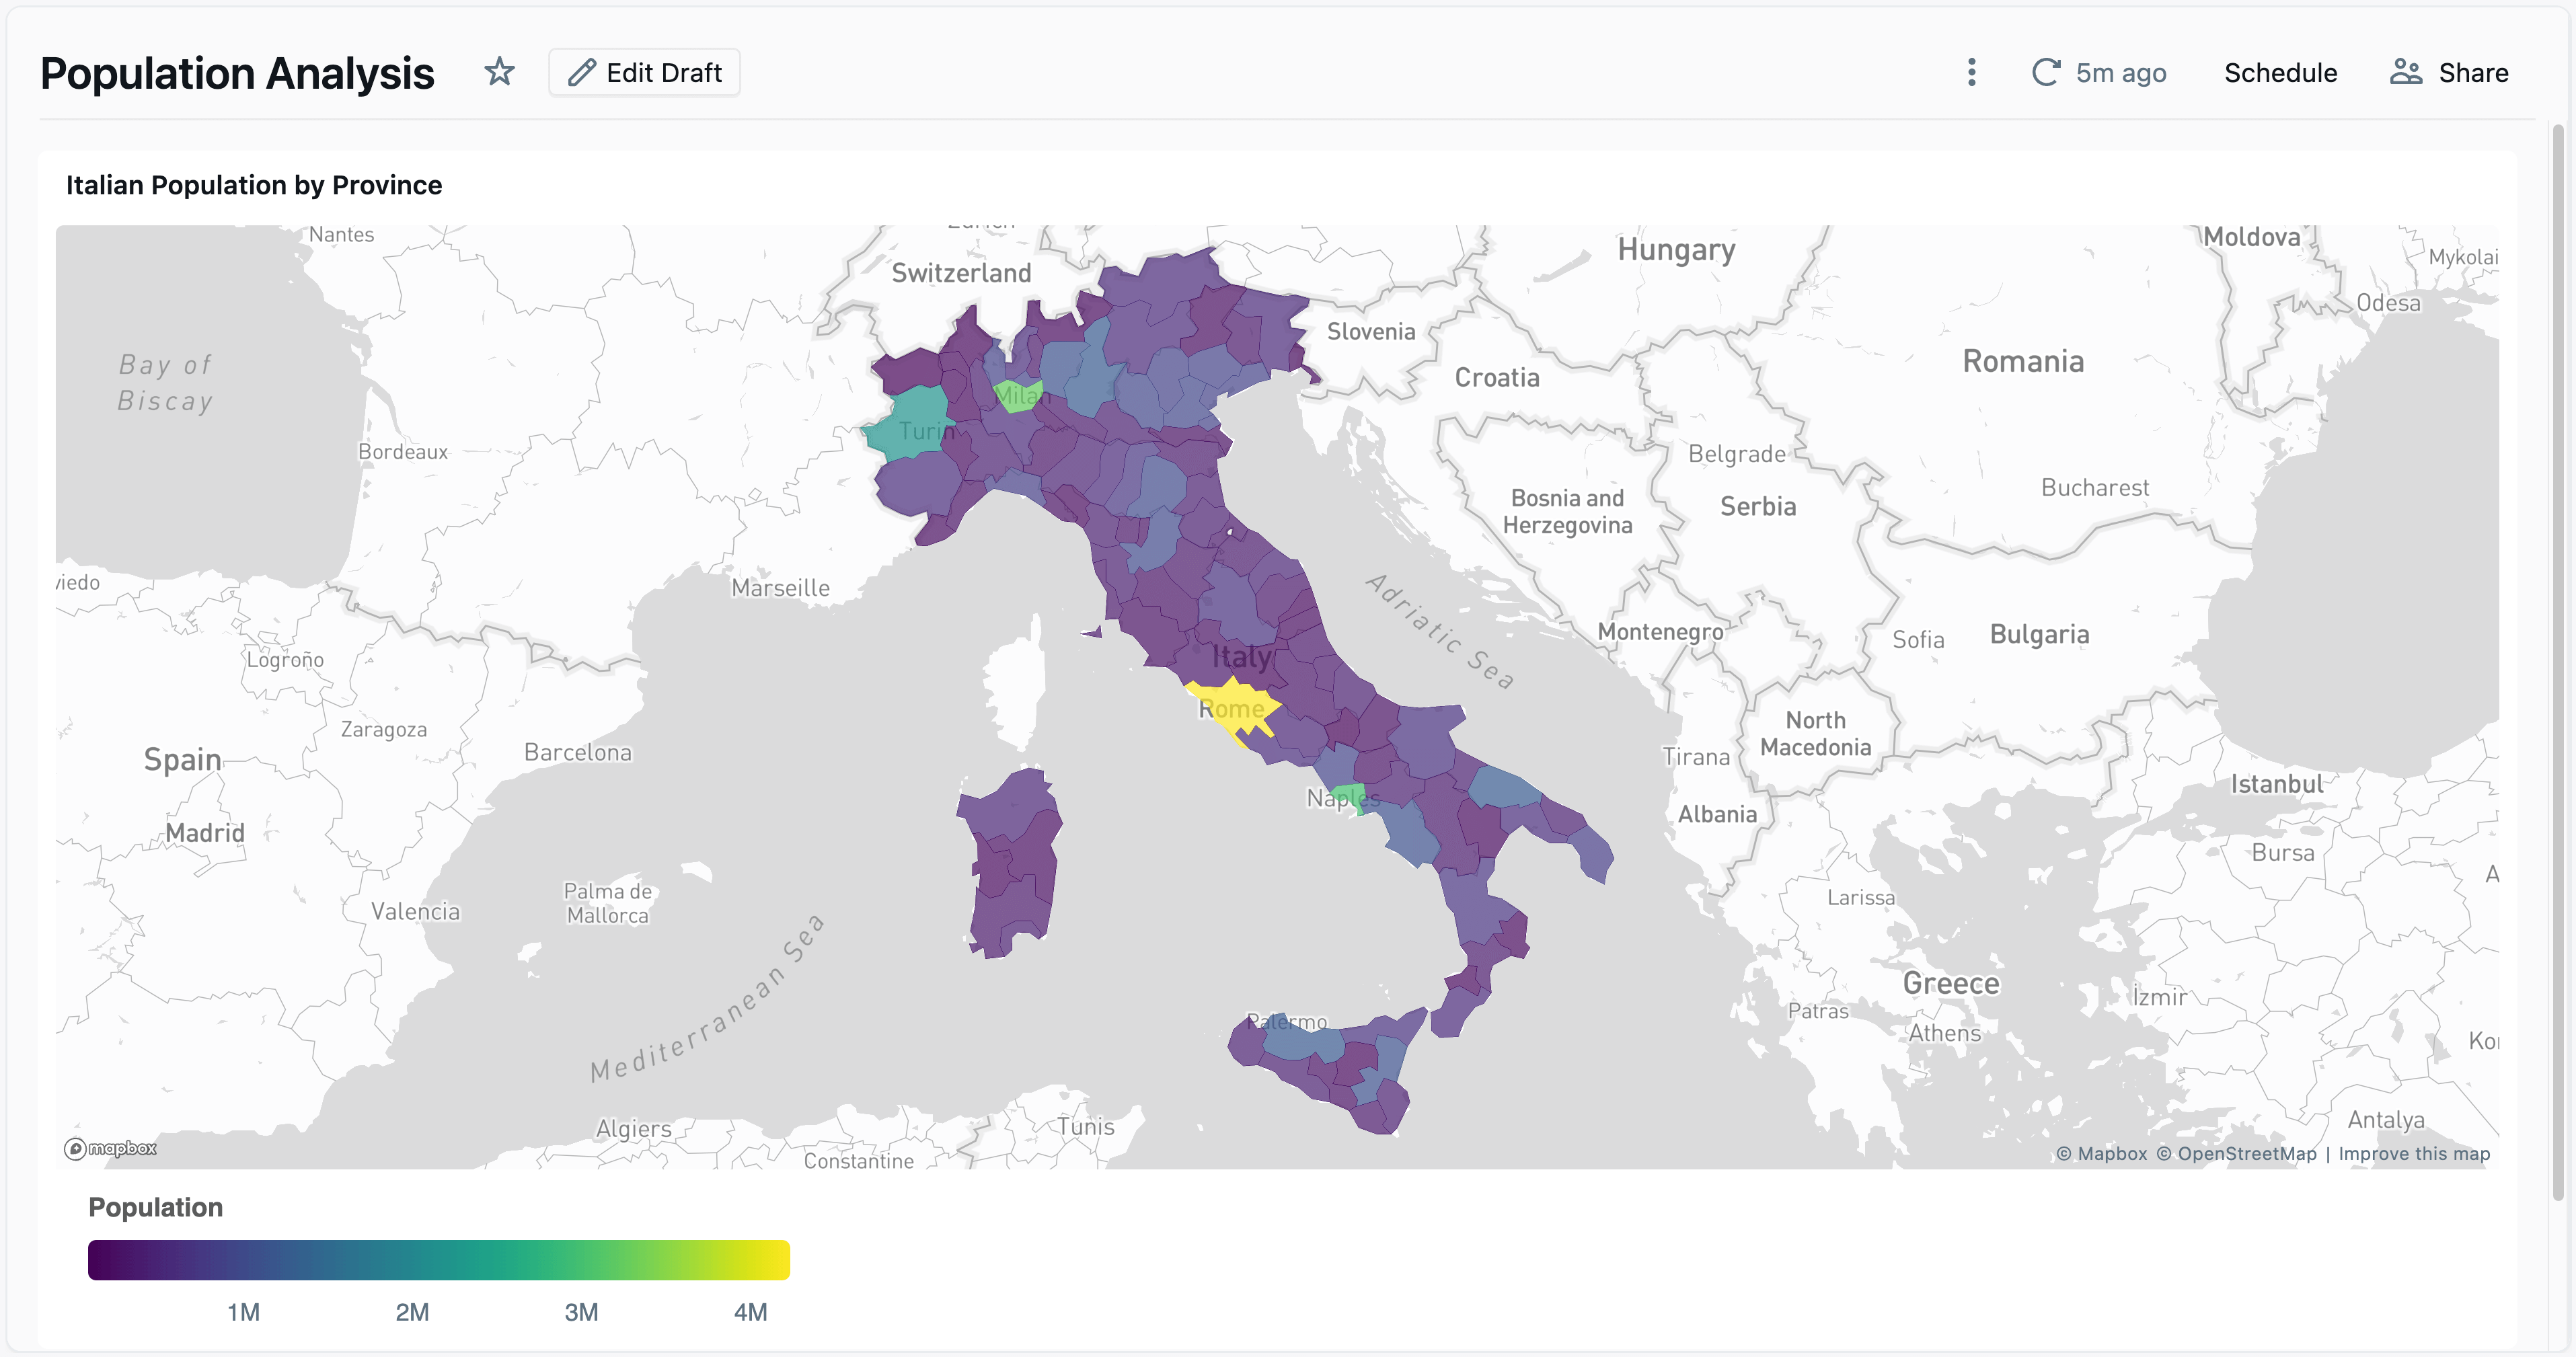 Population Analysis
Edit Draft
5m ago
Schedule
Share
Italian Population by Province
Nantes
Switzerland
Hungary
Moldova
Mykolai
Odesa
Slovenia
Bay of
Biscay
Romania
Croatia
Milan
Turin
Bordeaux
Belgrade
Bucharest
Bosnia and
Herzegovina
Serbia
viedo
Marseille
Adriatic Sea
Montenegro
Sofia
Bulgaria
Logroño
Italy
Rome
Zaragoza
Barcelona
Spain
North
Macedonia
Tirana
Istanbul
Naples
Albania
Madrid
Bursa
A
Palma de
Mallorca
Valencia
Larissa
Mediterranean Sea
Greece
İzmir
Patras
Palermo
Athens
Kon
Algiers
Tunis
Antalya
Constantine
mapbox
© Mapbox © OpenStreetMap | Improve this map
Population
1M 2M 3M 4M